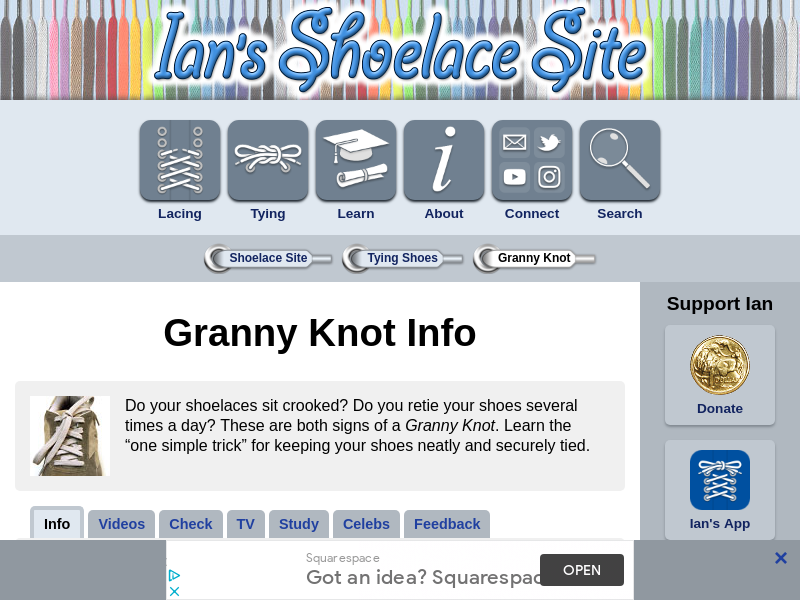 Ian's Shoelace Site
Lacing
Tying
Learn
About
Connect
Search
Shoelace Site
Tying Shoes
Granny Knot
Granny Knot Info
Do your shoelaces sit crooked? Do you retie your shoes several
times a day? These are both signs of a Granny Knot. Learn the
“one simple trick” for keeping your shoes neatly and securely tied.
Info
Videos
Check
TV
Study
Celebs
Feedback
Support Ian
Donate
Ian's App
Squarespace
Got an idea? Squarespac
OPEN